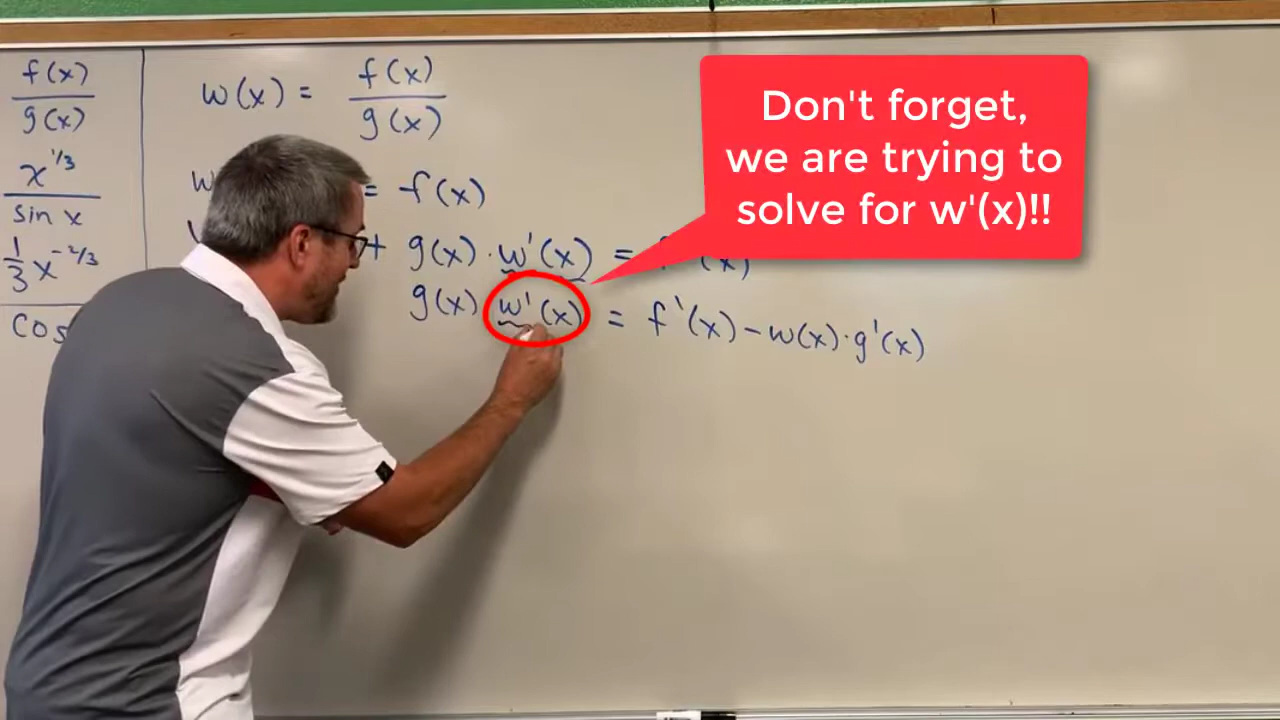 f(x)
g(x)
x^1/3
sin x
1/3 x^-2/3
cos
w(x) = f(x)/g(x)
w = f(x)
+ g(x) · w'(x) = f'(x)
g(x) w'(x) = f'(x) - w(x) · g'(x)
Don't forget,
we are trying to
solve for w'(x)!!